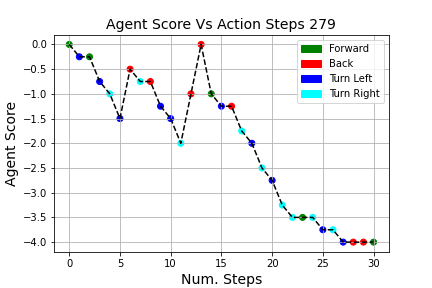 Agent Score Vs Action Steps 279
Forward
Back
Turn Left
Turn Right
Agent Score
0.0
−0.5
−1.0
−1.5
−2.0
−2.5
−3.0
−3.5
−4.0
0 5 10 15 20 25 30
Num. Steps